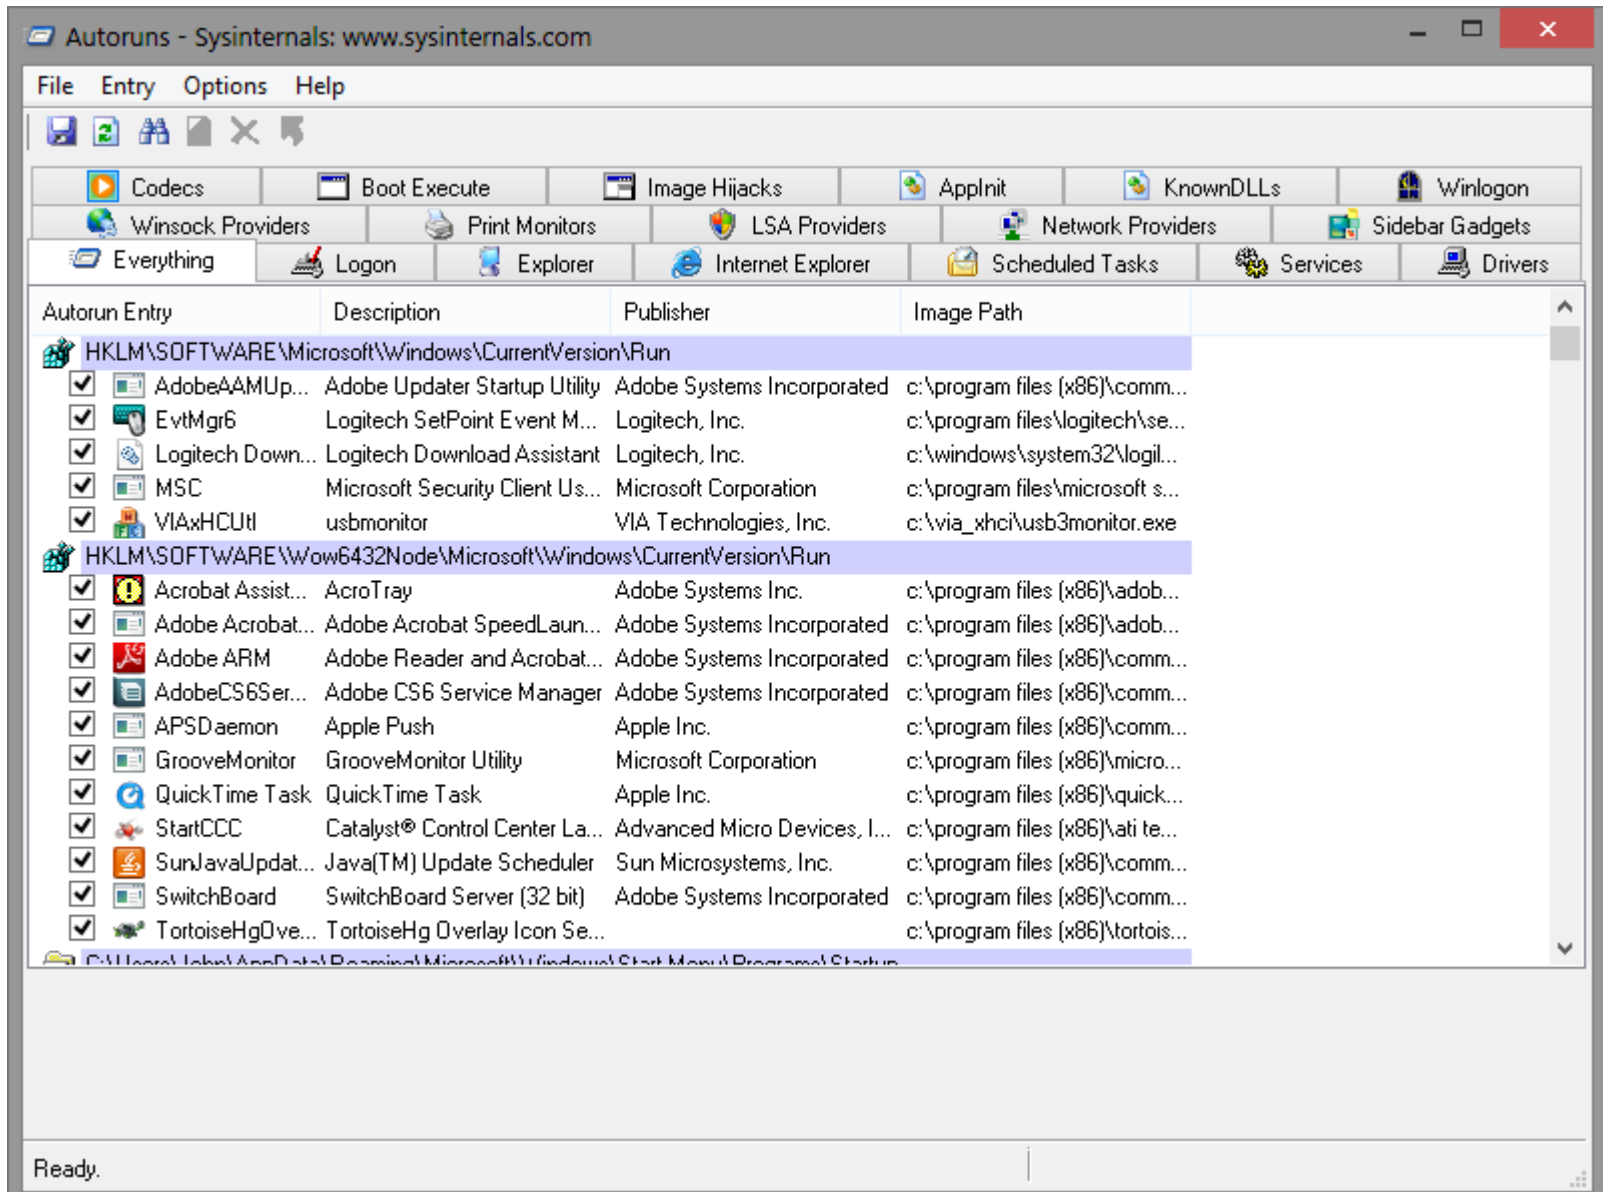 Autoruns - Sysinternals: www.sysinternals.com
File Entry Options Help
Codecs Boot Execute Image Hijacks AppInit KnownDLLs Winlogon
Winsock Providers Print Monitors LSA Providers Network Providers Sidebar Gadgets
Everything Logon Explorer Internet Explorer Scheduled Tasks Services Drivers
Autorun Entry Description Publisher Image Path
HKLM\SOFTWARE\Microsoft\Windows\CurrentVersion\Run
AdobeAAMUp... Adobe Updater Startup Utility Adobe Systems Incorporated c:\program files (x86)\comm...
EvtMgr6 Logitech SetPoint Event M... Logitech, Inc. c:\program files\logitech\se...
Logitech Down... Logitech Download Assistant Logitech, Inc. c:\windows\system32\logil...
MSC Microsoft Security Client Us... Microsoft Corporation c:\program files\microsoft s...
VIAxHCUtl usbmonitor VIA Technologies, Inc. c:\via_xhci\usb3monitor.exe
HKLM\SOFTWARE\Wow6432Node\Microsoft\Windows\CurrentVersion\Run
Acrobat Assist... AcroTray Adobe Systems Inc. c:\program files (x86)\adob...
Adobe Acrobat... Adobe Acrobat SpeedLaun... Adobe Systems Incorporated c:\program files (x86)\adob...
Adobe ARM Adobe Reader and Acrobat... Adobe Systems Incorporated c:\program files (x86)\comm...
AdobeCS6Ser... Adobe CS6 Service Manager Adobe Systems Incorporated c:\program files (x86)\comm...
APSDaemon Apple Push Apple Inc. c:\program files (x86)\comm...
GrooveMonitor GrooveMonitor Utility Microsoft Corporation c:\program files (x86)\micro...
QuickTime Task QuickTime Task Apple Inc. c:\program files (x86)\quick...
StartCCC Catalyst® Control Center La... Advanced Micro Devices, I... c:\program files (x86)\ati te...
SunJavaUpdat... Java(TM) Update Scheduler Sun Microsystems, Inc. c:\program files (x86)\comm...
SwitchBoard SwitchBoard Server (32 bit) Adobe Systems Incorporated c:\program files (x86)\comm...
TortoiseHgOve... TortoiseHg Overlay Icon Se... c:\program files (x86)\tortois...
C:\Users\John\AppData\Roaming\Microsoft\Windows\Start Menu\Programs\Startup
Ready.